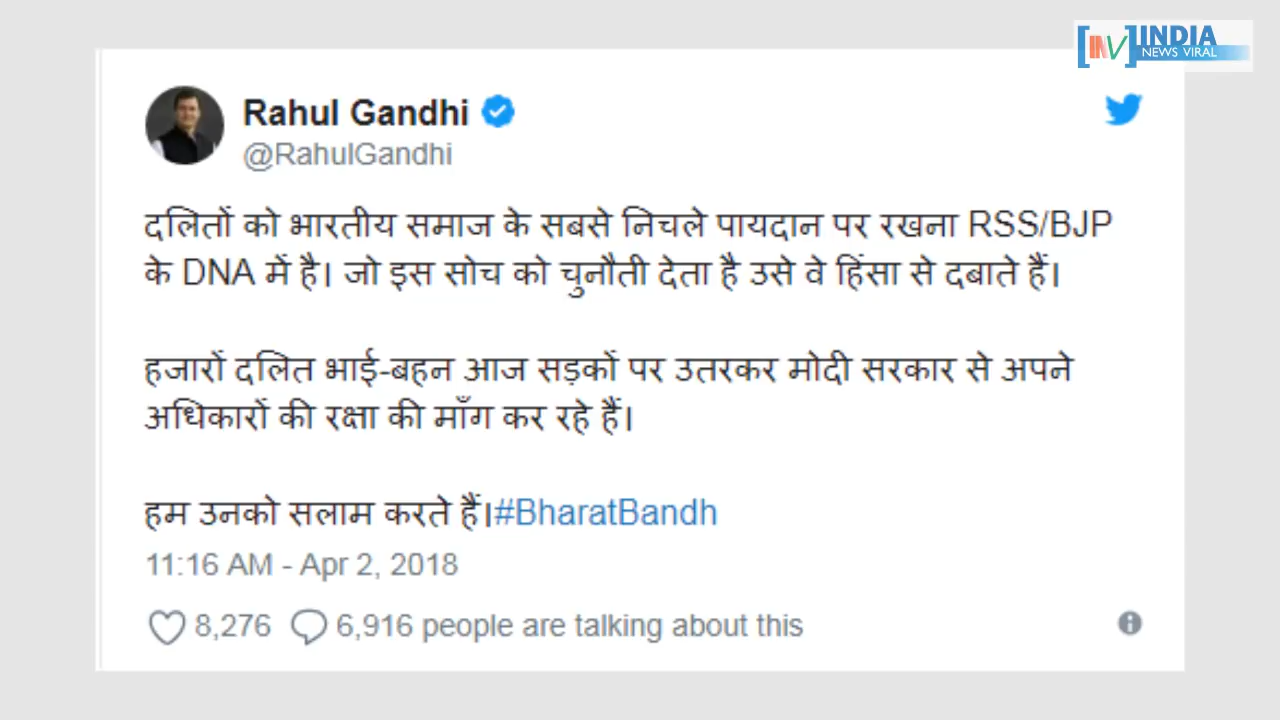 [INV] INDIA
NEWS VIRAL
Rahul Gandhi
@RahulGandhi
दलितों को भारतीय समाज के सबसे निचले पायदान पर रखना RSS/BJP
के DNA में है। जो इस सोच को चुनौती देता है उसे वे हिंसा से दबाते हैं।
हजारों दलित भाई-बहन आज सड़कों पर उतरकर मोदी सरकार से अपने
अधिकारों की रक्षा की माँग कर रहे हैं।
हम उनको सलाम करते हैं।#BharatBandh
11:16 AM - Apr 2, 2018
8,276 6,916 people are talking about this